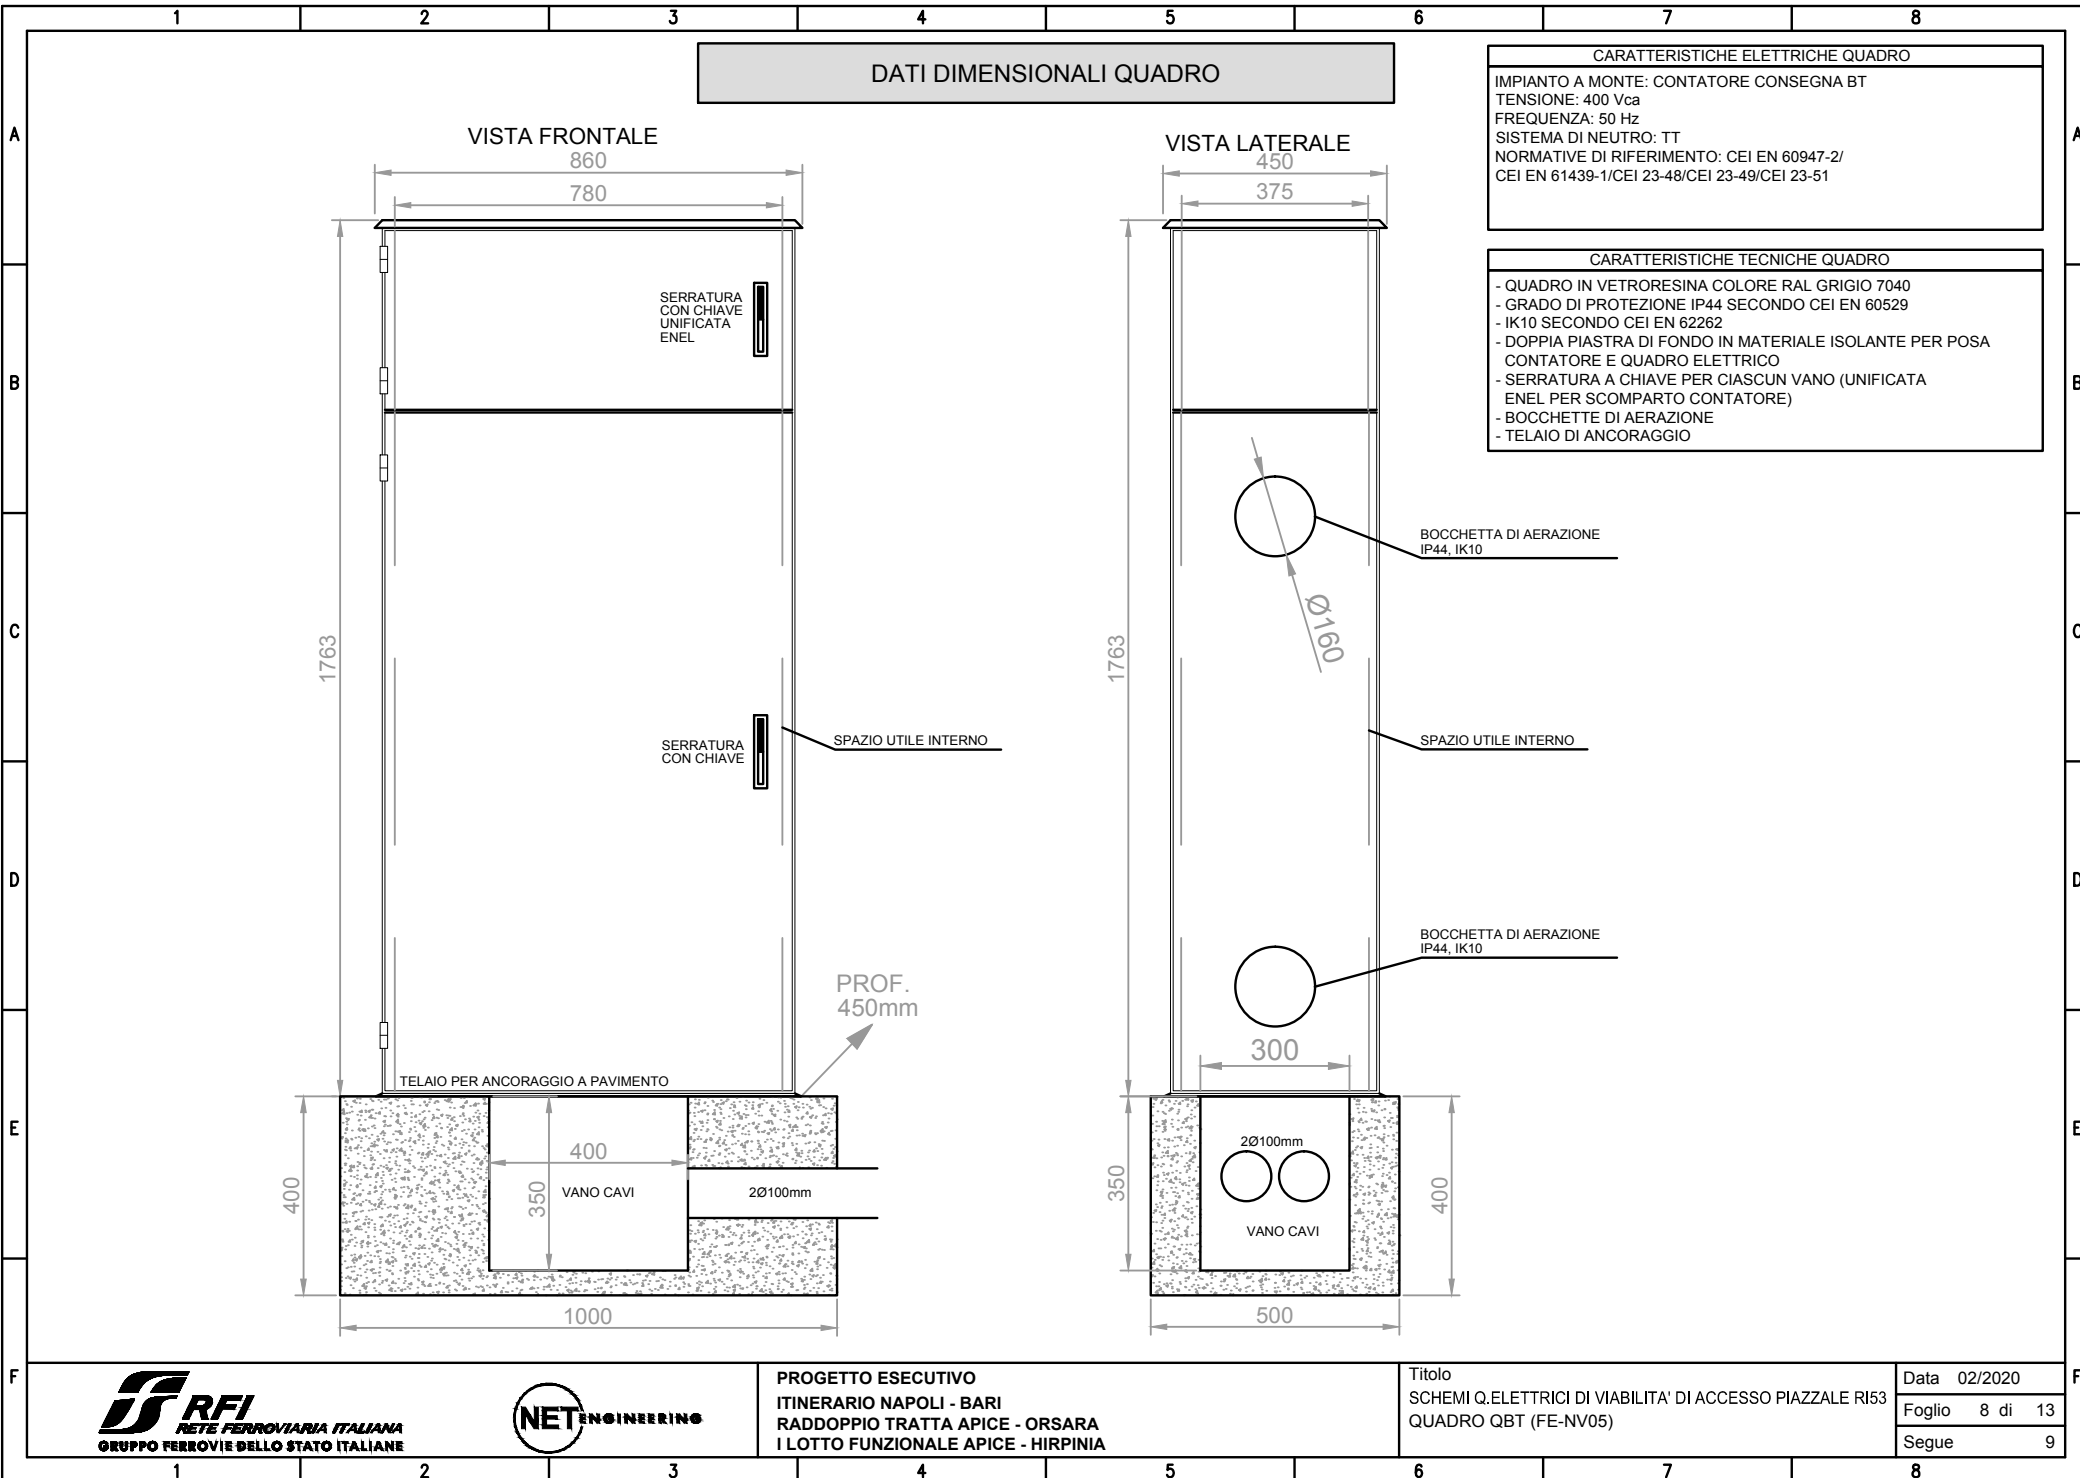 1 2 3 4 5 6 7 8
DATI DIMENSIONALI QUADRO
CARATTERISTICHE ELETTRICHE QUADRO
IMPIANTO A MONTE: CONTATORE CONSEGNA BT
TENSIONE: 400 Vca
FREQUENZA: 50 Hz
SISTEMA DI NEUTRO: TT
NORMATIVE DI RIFERIMENTO: CEI EN 60947-2/
CEI EN 61439-1/CEI 23-48/CEI 23-49/CEI 23-51
CARATTERISTICHE TECNICHE QUADRO
- QUADRO IN VETRORESINA COLORE RAL GRIGIO 7040
- GRADO DI PROTEZIONE IP44 SECONDO CEI EN 60529
- IK10 SECONDO CEI EN 62262
- DOPPIA PIASTRA DI FONDO IN MATERIALE ISOLANTE PER POSA
CONTATORE E QUADRO ELETTRICO
- SERRATURA A CHIAVE PER CIASCUN VANO (UNIFICATA
ENEL PER SCOMPARTO CONTATORE)
- BOCCHETTE DI AERAZIONE
- TELAIO DI ANCORAGGIO
VISTA FRONTALE
860
780
SERRATURA
CON CHIAVE
UNIFICATA
ENEL
1763
SERRATURA
CON CHIAVE
SPAZIO UTILE INTERNO
PROF.
450mm
TELAIO PER ANCORAGGIO A PAVIMENTO
400
400
350
VANO CAVI
2Ø100mm
1000
VISTA LATERALE
450
375
BOCCHETTA DI AERAZIONE
IP44, IK10
Ø160
1763
SPAZIO UTILE INTERNO
BOCCHETTA DI AERAZIONE
IP44, IK10
300
2Ø100mm
350
400
VANO CAVI
500
A A
B B
C C
D D
E E
F F
RFI
RETE FERROVIARIA ITALIANA
GRUPPO FERROVIE DELLO STATO ITALIANE
NET ENGINEERING
PROGETTO ESECUTIVO
ITINERARIO NAPOLI - BARI
RADDOPPIO TRATTA APICE - ORSARA
I LOTTO FUNZIONALE APICE - HIRPINIA
Titolo
SCHEMI Q.ELETTRICI DI VIABILITA' DI ACCESSO PIAZZALE RI53
QUADRO QBT (FE-NV05)
Data 02/2020
Foglio 8 di 13
Segue 9
1 2 3 4 5 6 7 8